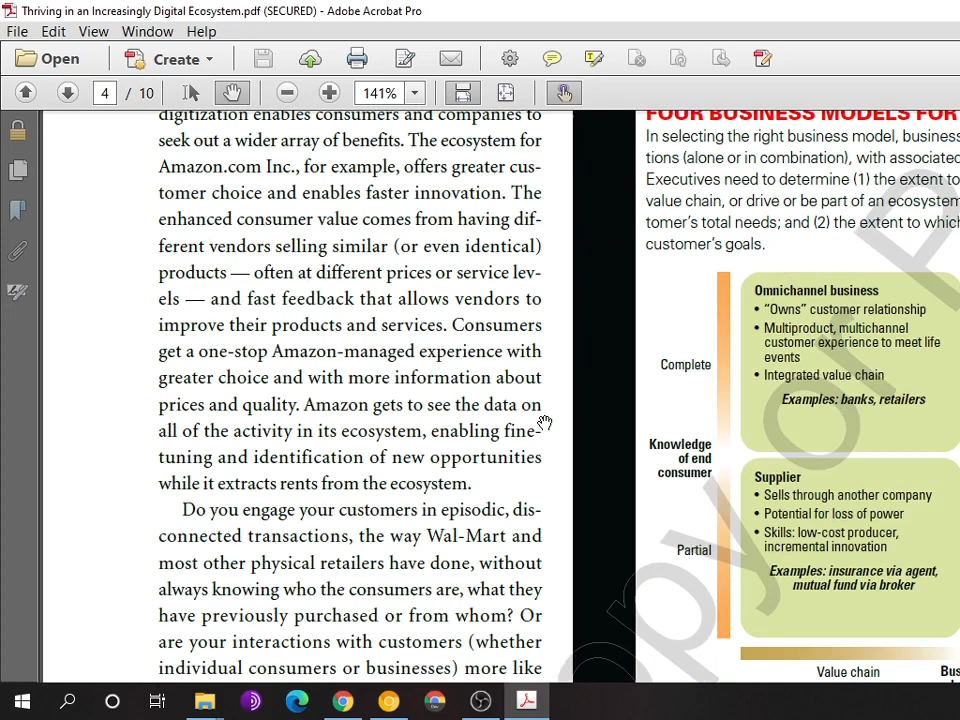 Thriving in an Increasingly Digital Ecosystem.pdf (SECURED) - Adobe Acrobat Pro
File Edit View Window Help
Open Create
4 / 10 141%
digitization enables consumers and companies to
seek out a wider array of benefits. The ecosystem for
Amazon.com Inc., for example, offers greater cus-
tomer choice and enables faster innovation. The
enhanced consumer value comes from having dif-
ferent vendors selling similar (or even identical)
products — often at different prices or service lev-
els — and fast feedback that allows vendors to
improve their products and services. Consumers
get a one-stop Amazon-managed experience with
greater choice and with more information about
prices and quality. Amazon gets to see the data on
all of the activity in its ecosystem, enabling fine-
tuning and identification of new opportunities
while it extracts rents from the ecosystem.
Do you engage your customers in episodic, dis-
connected transactions, the way Wal-Mart and
most other physical retailers have done, without
always knowing who the consumers are, what they
have previously purchased or from whom? Or
are your interactions with customers (whether
individual consumers or businesses) more like
FOUR BUSINESS MODELS FOR
In selecting the right business model, business
tions (alone or in combination), with associated
Executives need to determine (1) the extent to
value chain, or drive or be part of an ecosystem
tomer's total needs; and (2) the extent to which
customer's goals.
Complete
Knowledge
of end
consumer
Partial
Omnichannel business
• “Owns” customer relationship
• Multiproduct, multichannel
customer experience to meet life
events
• Integrated value chain
Examples: banks, retailers
Supplier
• Sells through another company
• Potential for loss of power
• Skills: low-cost producer,
incremental innovation
Examples: insurance via agent,
mutual fund via broker
Value chain
Bus
opy or P
Dev